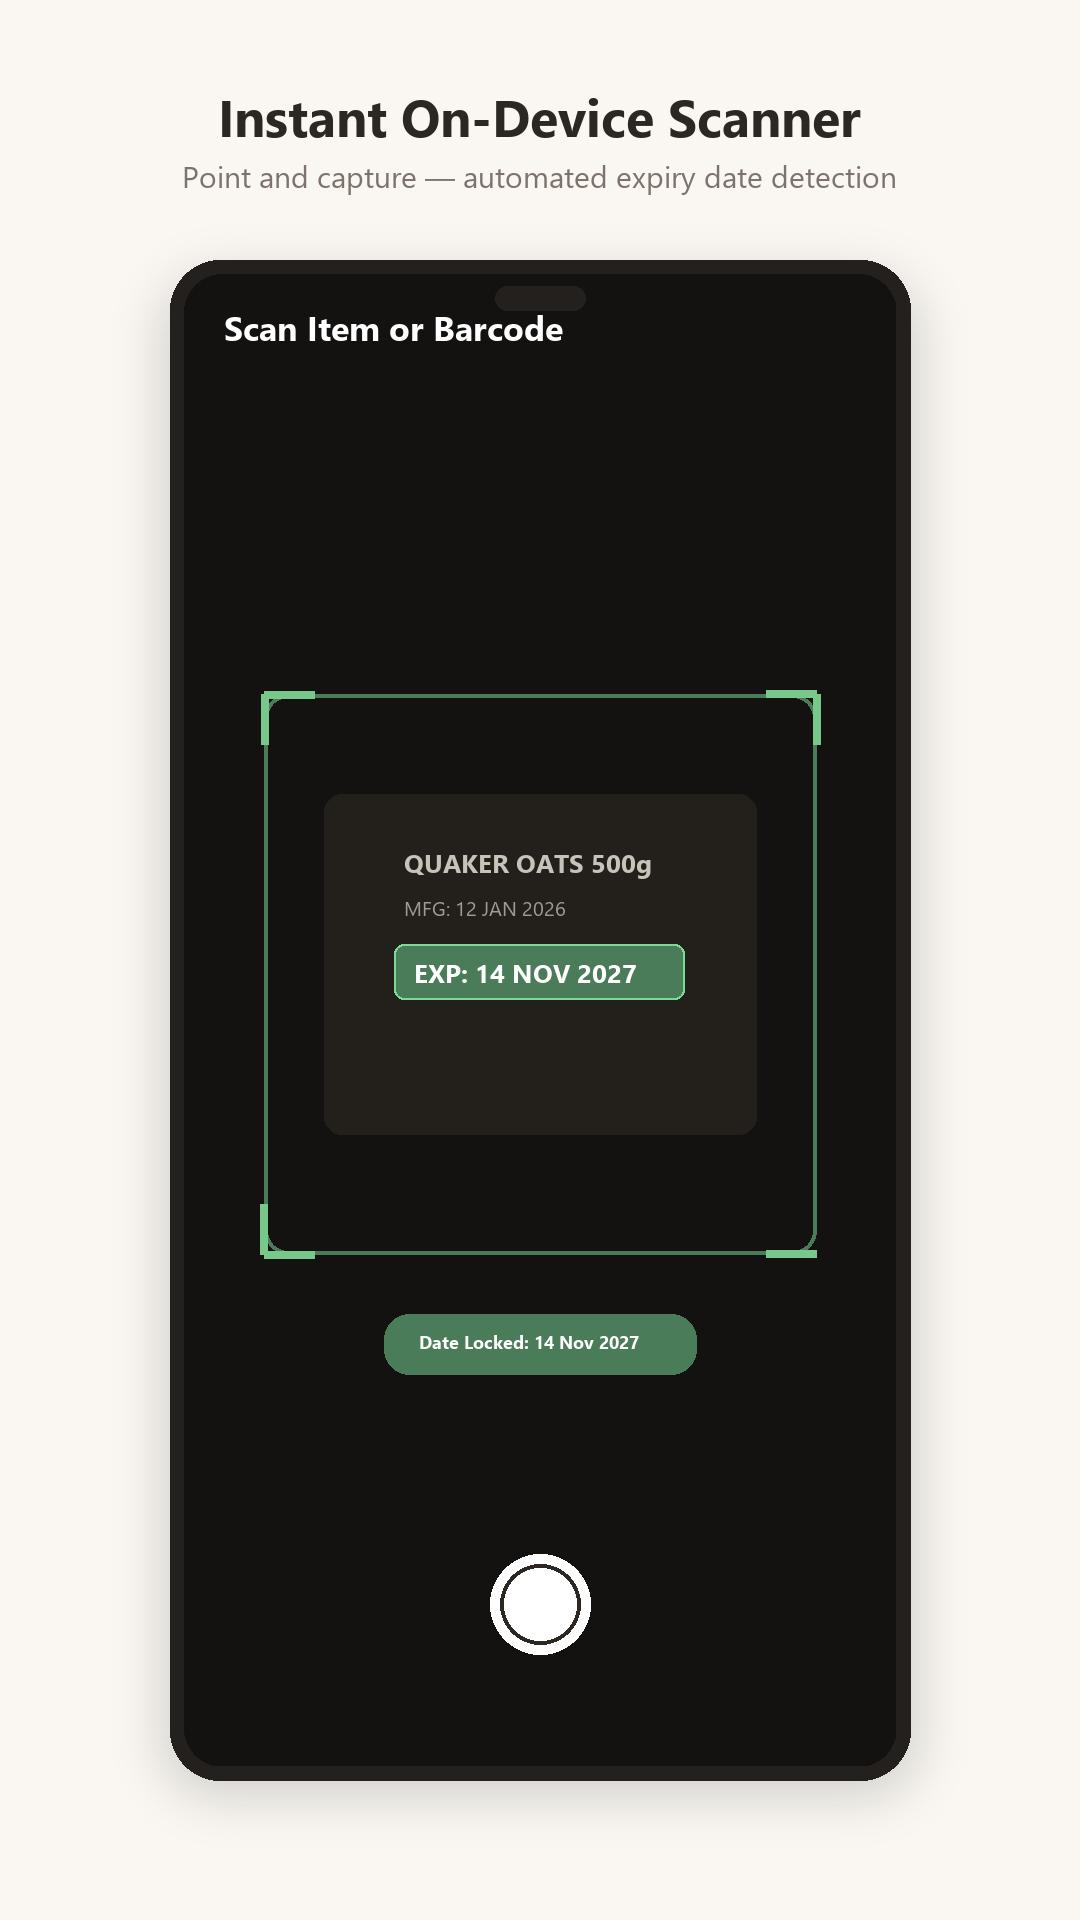 Instant On-Device Scanner
Point and capture — automated expiry date detection
Scan Item or Barcode
QUAKER OATS 500g
MFG: 12 JAN 2026
EXP: 14 NOV 2027
Date Locked: 14 Nov 2027